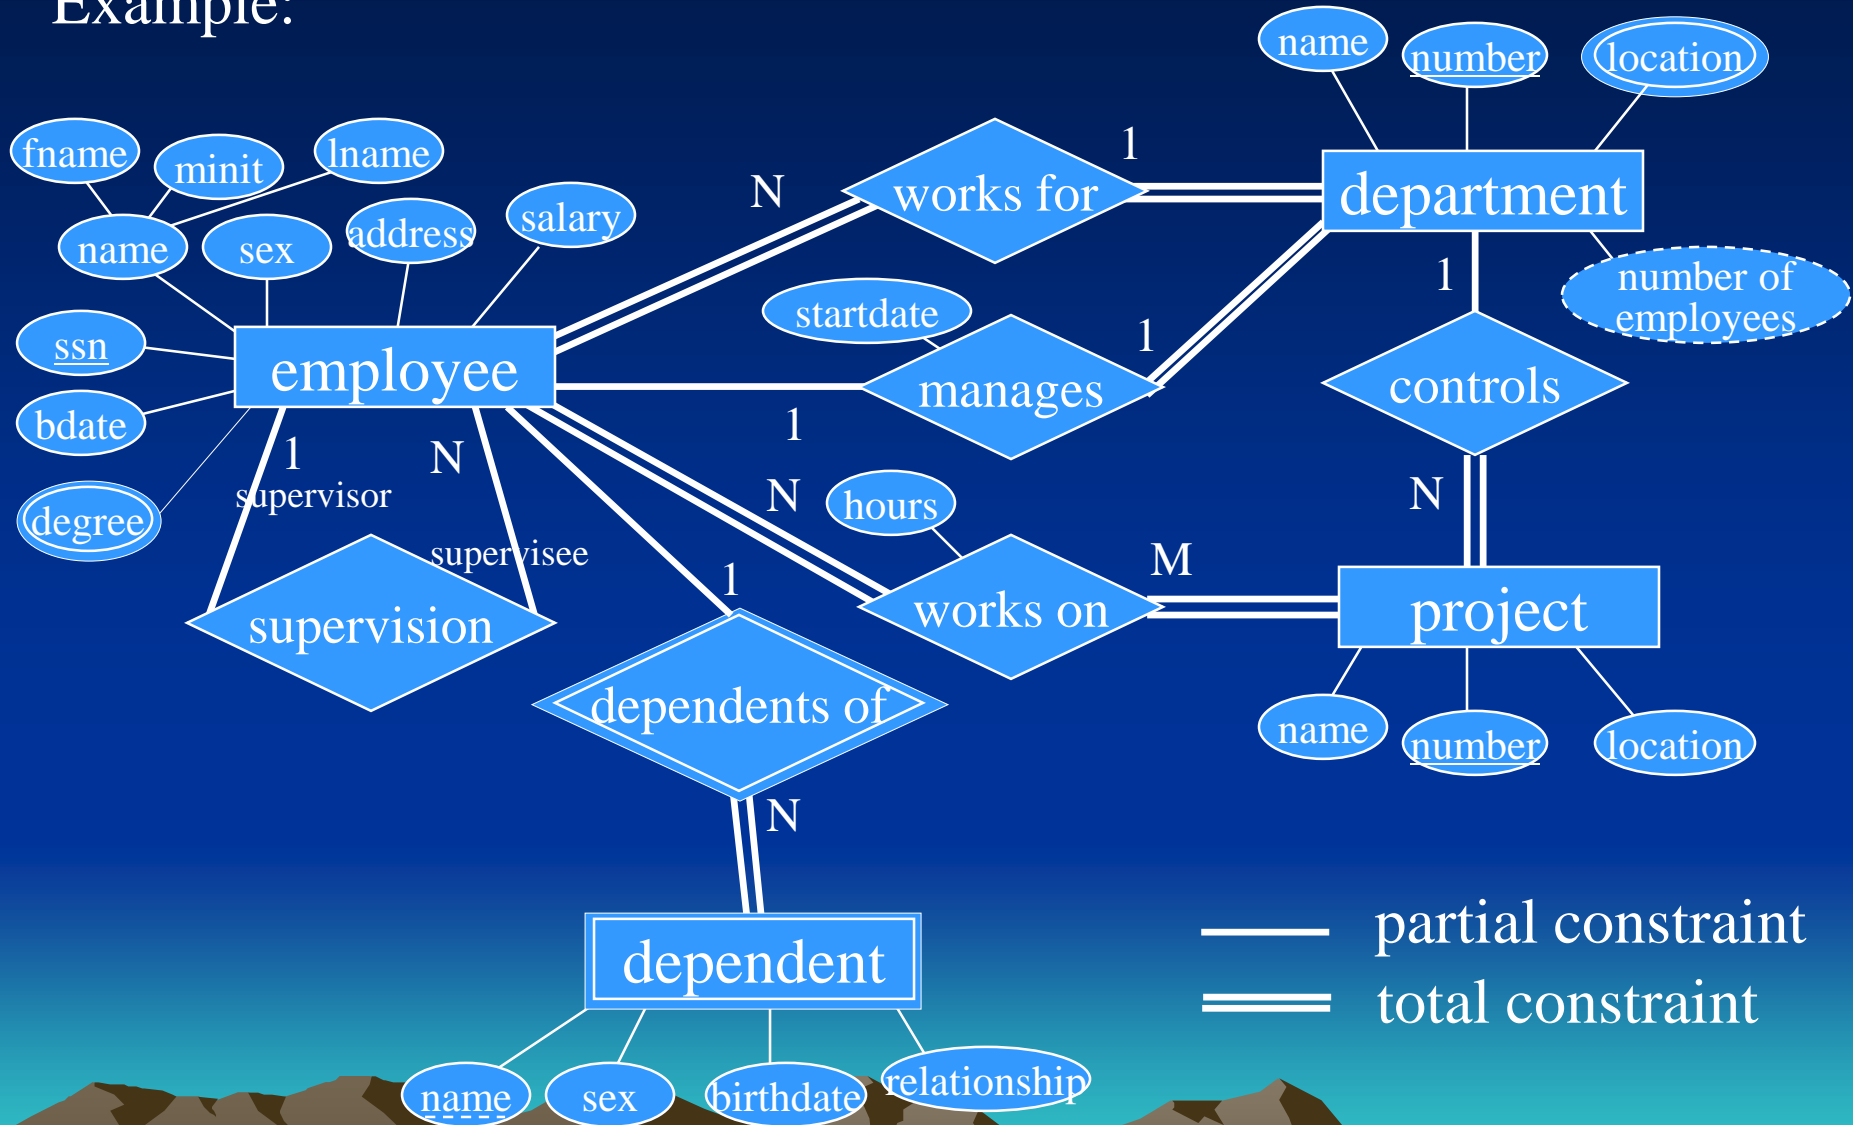 Example:
name
number
location
fname
minit
lname
1
N
works for
department
name
sex
address
salary
number of
employees
1
startdate
1
ssn
employee
manages
controls
bdate
1
1
N
supervisor
N
hours
N
degree
supervisee
M
1
supervision
works on
project
dependents of
name
number
location
N
dependent
partial constraint
total constraint
name
sex
birthdate
relationship